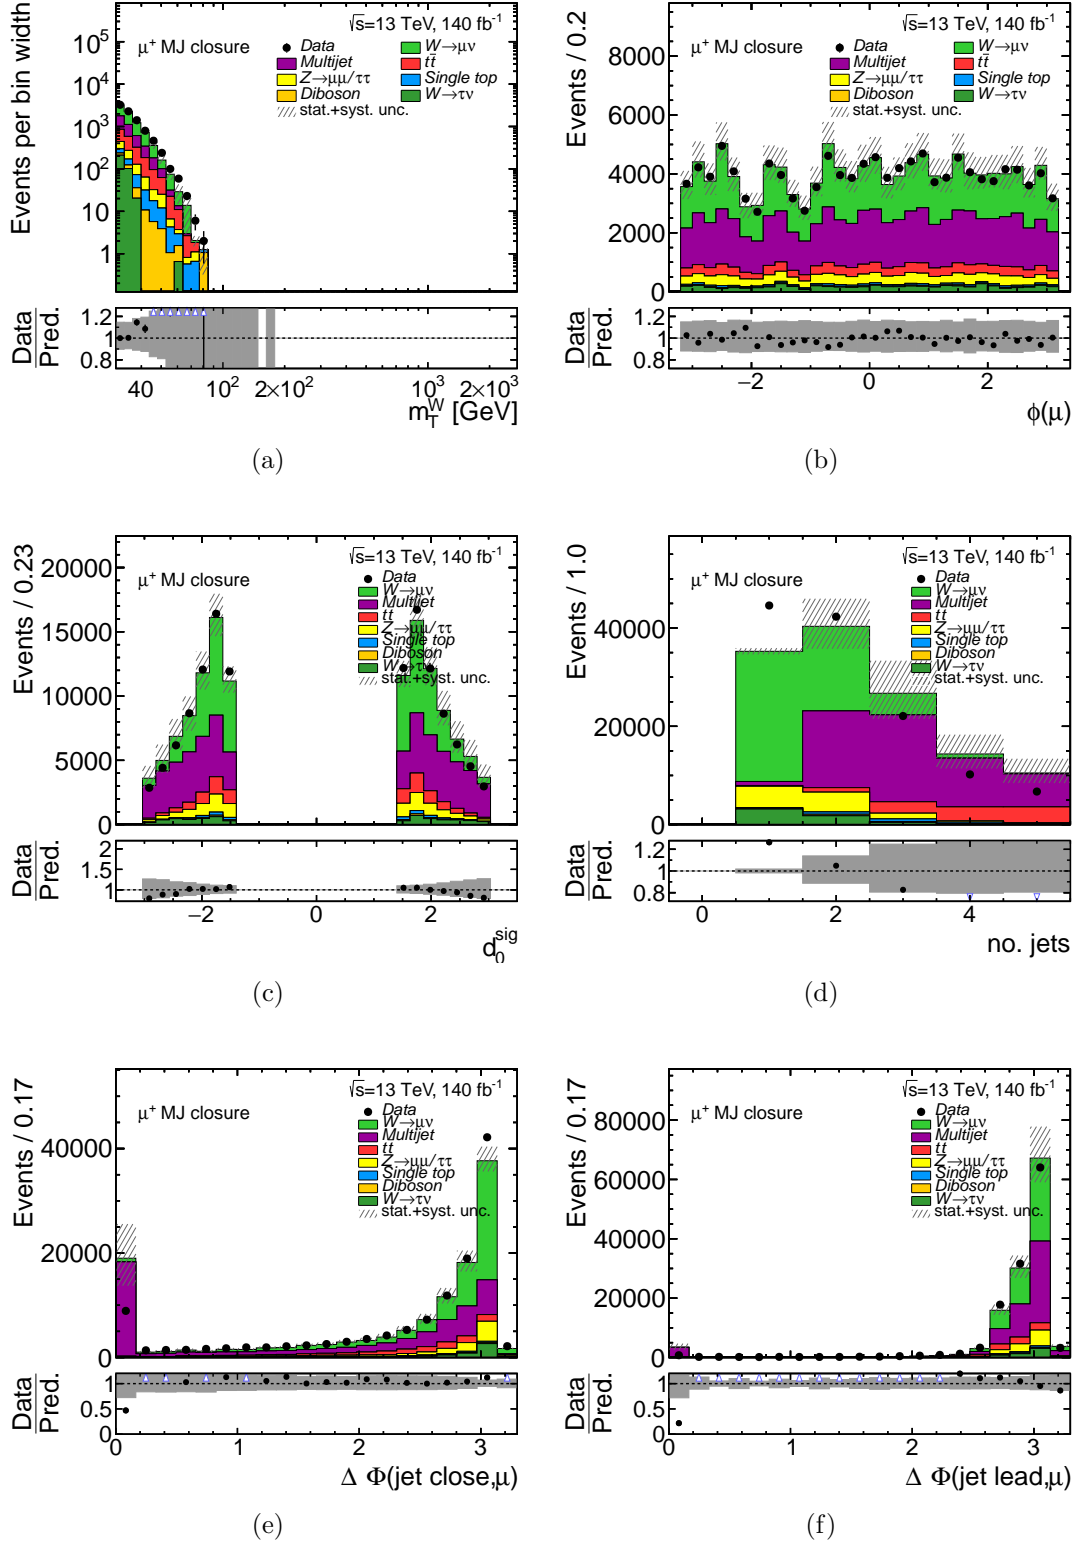 √s=13 TeV, 140 fb⁻¹
μ⁺ MJ closure
Data
W→μν
Multijet
tt̄
Z→μμ/ττ
Single top
Diboson
W→τν
stat.+syst. unc.
Events per bin width
10⁵
10⁴
10³
10²
10
1
Data
Pred.
1.2
1
0.8
40
10²
2×10²
10³
2×10³
m_T^W [GeV]
(a)
√s=13 TeV, 140 fb⁻¹
μ⁺ MJ closure
Data
W→μν
Multijet
tt̄
Z→μμ/ττ
Single top
Diboson
W→τν
stat.+syst. unc.
Events / 0.2
8000
6000
4000
2000
0
Data
Pred.
1.2
1
0.8
−2
0
2
ϕ(μ)
(b)
√s=13 TeV, 140 fb⁻¹
μ⁺ MJ closure
Data
W→μν
Multijet
tt̄
Z→μμ/ττ
Single top
Diboson
W→τν
stat.+syst. unc.
Events / 0.23
20000
15000
10000
5000
0
Data
Pred.
2
1.5
1
0.5
−2
0
2
d_0^sig
(c)
√s=13 TeV, 140 fb⁻¹
μ⁺ MJ closure
Data
W→μν
Multijet
tt̄
Z→μμ/ττ
Single top
Diboson
W→τν
stat.+syst. unc.
Events / 1.0
40000
20000
0
Data
Pred.
1.2
1
0.8
0
2
4
no. jets
(d)
√s=13 TeV, 140 fb⁻¹
μ⁺ MJ closure
Data
W→μν
Multijet
tt̄
Z→μμ/ττ
Single top
Diboson
W→τν
stat.+syst. unc.
Events / 0.17
40000
20000
0
Data
Pred.
1
0.5
0
0
1
2
3
Δ Φ(jet close,μ)
(e)
√s=13 TeV, 140 fb⁻¹
μ⁺ MJ closure
Data
W→μν
Multijet
tt̄
Z→μμ/ττ
Single top
Diboson
W→τν
stat.+syst. unc.
Events / 0.17
80000
60000
40000
20000
0
Data
Pred.
1
0.5
0
0
1
2
3
Δ Φ(jet lead,μ)
(f)